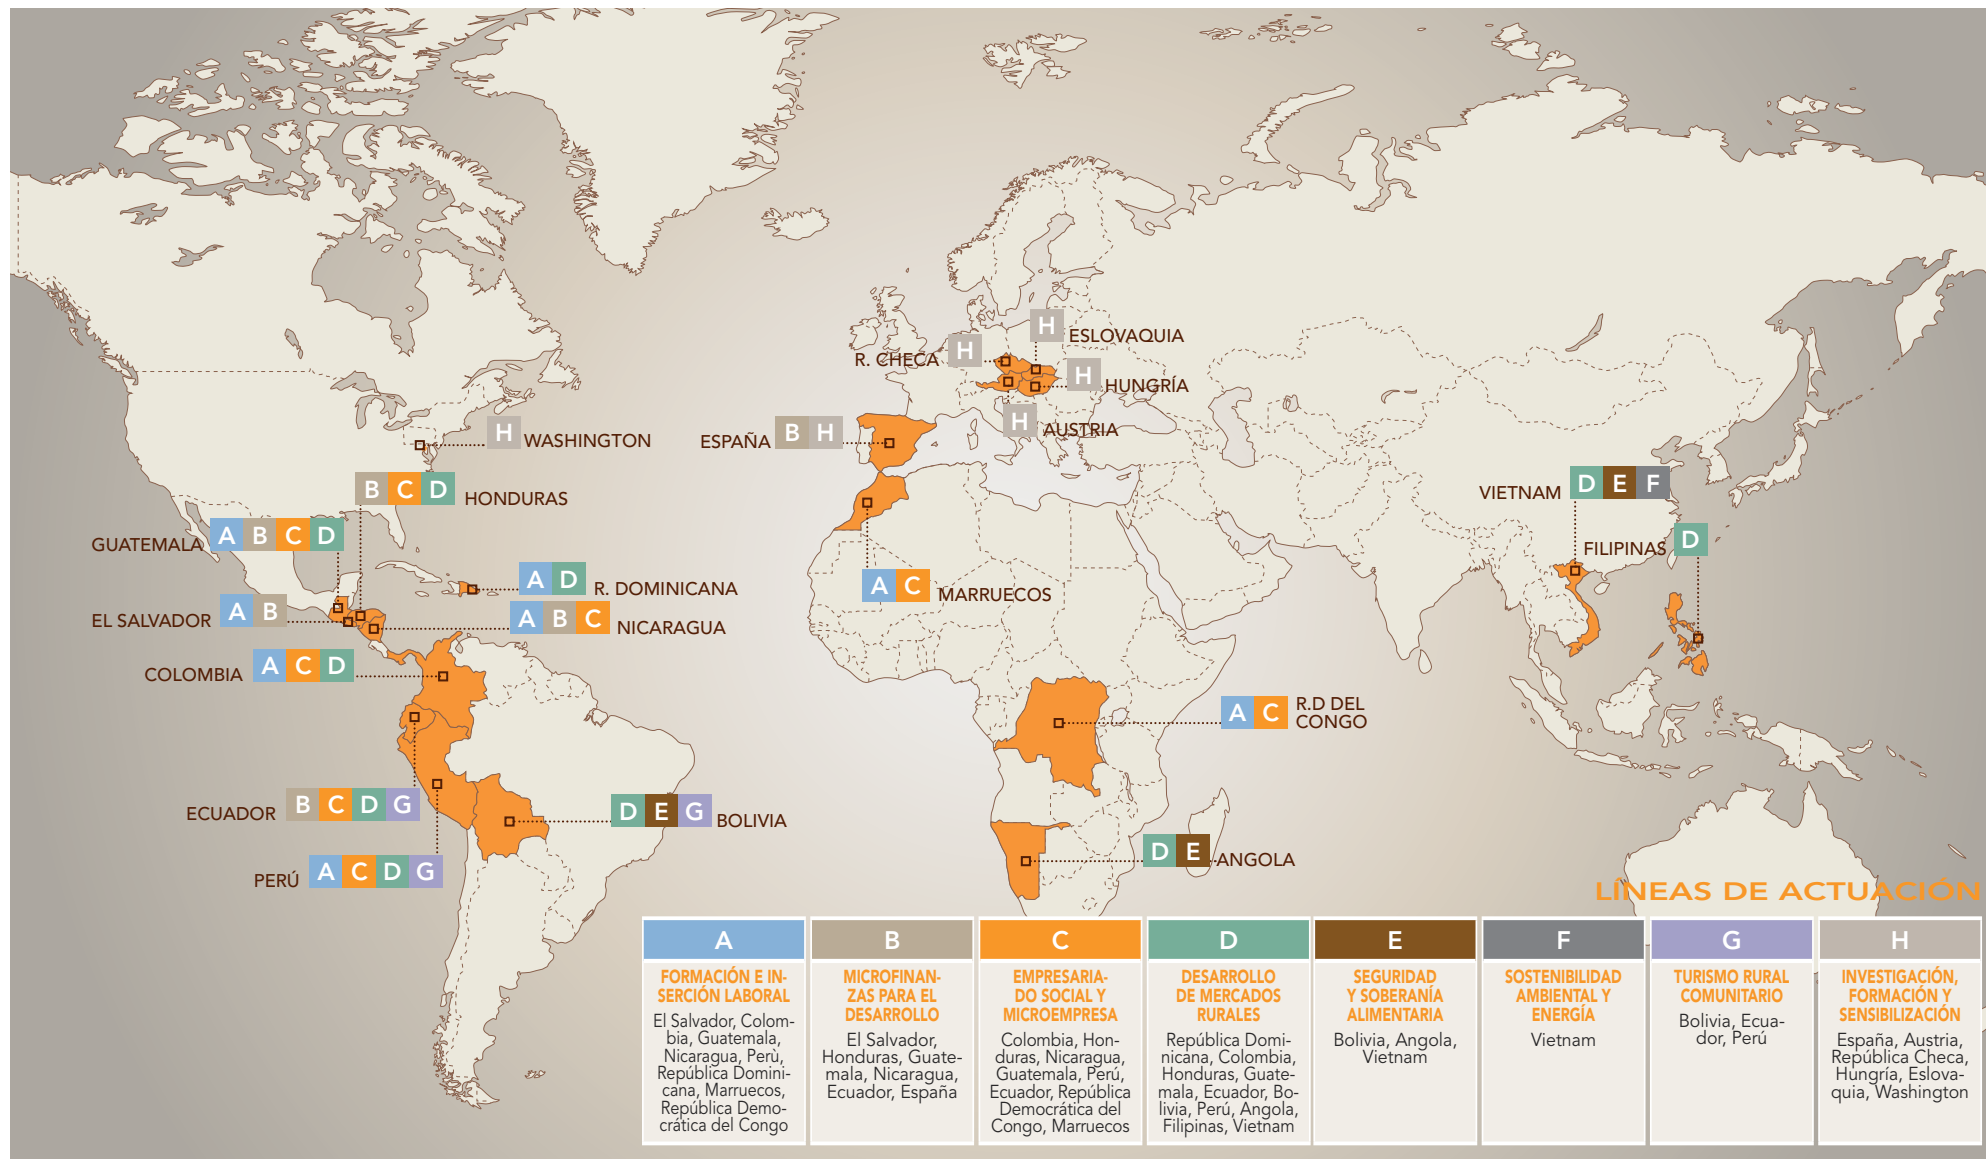 H ESLOVAQUIA
R. CHECA H
H HUNGRÍA
H AUSTRIA
H WASHINGTON
ESPAÑA B H
B C D HONDURAS
VIETNAM D E F
GUATEMALA A B C D
FILIPINAS D
A D R. DOMINICANA
A C MARRUECOS
EL SALVADOR A B
A B C NICARAGUA
COLOMBIA A C D
A C R.D DEL
CONGO
ECUADOR B C D G
D E G BOLIVIA
D E ANGOLA
PERÚ A C D G
LÍNEAS DE ACTUACIÓN
A
FORMACIÓN E IN-
SERCIÓN LABORAL
El Salvador, Colom-
bia, Guatemala,
Nicaragua, Perù,
República Domini-
cana, Marruecos,
República Demo-
crática del Congo
B
MICROFINAN-
ZAS PARA EL
DESARROLLO
El Salvador,
Honduras, Guate-
mala, Nicaragua,
Ecuador, España
C
EMPRESARIA-
DO SOCIAL Y
MICROEMPRESA
Colombia, Hon-
duras, Nicaragua,
Guatemala, Perú,
Ecuador, República
Democrática del
Congo, Marruecos
D
DESARROLLO
DE MERCADOS
RURALES
República Domi-
nicana, Colombia,
Honduras, Guate-
mala, Ecuador, Bo-
livia, Perú, Angola,
Filipinas, Vietnam
E
SEGURIDAD
Y SOBERANÍA
ALIMENTARIA
Bolivia, Angola,
Vietnam
F
SOSTENIBILIDAD
AMBIENTAL Y
ENERGÍA
Vietnam
G
TURISMO RURAL
COMUNITARIO
Bolivia, Ecua-
dor, Perú
H
INVESTIGACIÓN,
FORMACIÓN Y
SENSIBILIZACIÓN
España, Austria,
República Checa,
Hungría, Eslova-
quia, Washington